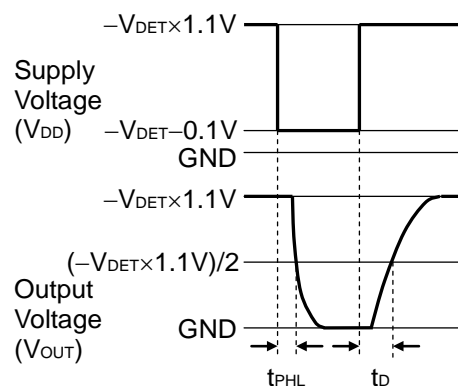 −VDET×1.1V
Supply
Voltage
(VDD)
−VDET−0.1V
GND
−VDET×1.1V
(−VDET×1.1V)/2
Output
Voltage
(VOUT)
GND
tPHL
tD